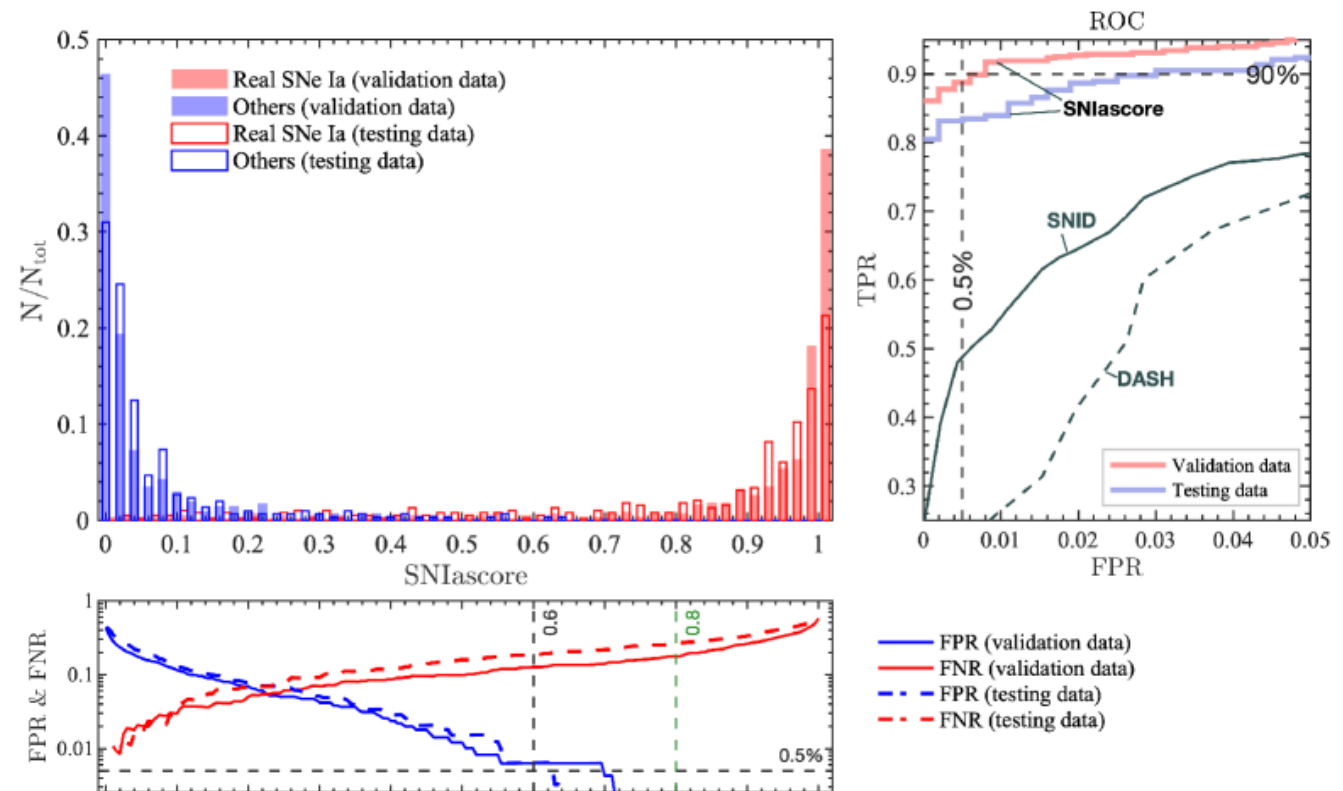 ROC
0.5
0.4
0.3
0.2
0.1
0
N/N_tot
Real SNe Ia (validation data)
Others (validation data)
Real SNe Ia (testing data)
Others (testing data)
0 0.1 0.2 0.3 0.4 0.5 0.6 0.7 0.8 0.9 1
SNIascore
0.9
0.8
0.7
0.6
0.5
0.4
0.3
TPR
90%
SNIascore
SNID
0.5%
DASH
Validation data
Testing data
0 0.01 0.02 0.03 0.04 0.05
FPR
1
0.1
0.01
FPR & FNR
0.6
0.8
0.5%
FPR (validation data)
FNR (validation data)
FPR (testing data)
FNR (testing data)